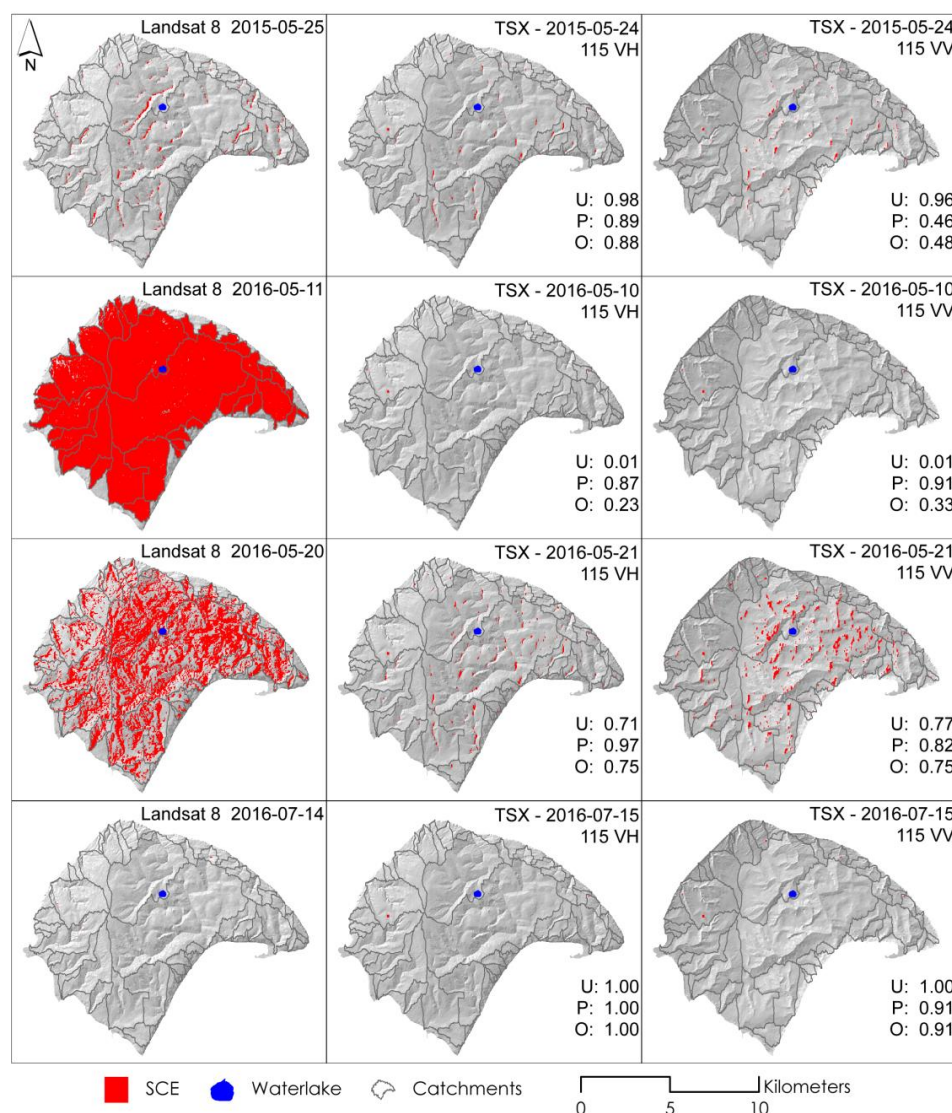 Landsat 8 2015-05-25
N
TSX - 2015-05-24
115 VH
U: 0.98
P: 0.89
O: 0.88
TSX - 2015-05-24
115 VV
U: 0.96
P: 0.46
O: 0.48
Landsat 8 2016-05-11
TSX - 2016-05-10
115 VH
U: 0.01
P: 0.87
O: 0.23
TSX - 2016-05-10
115 VV
U: 0.01
P: 0.91
O: 0.33
Landsat 8 2016-05-20
TSX - 2016-05-21
115 VH
U: 0.71
P: 0.97
O: 0.75
TSX - 2016-05-21
115 VV
U: 0.77
P: 0.82
O: 0.75
Landsat 8 2016-07-14
TSX - 2016-07-15
115 VH
U: 1.00
P: 1.00
O: 1.00
TSX - 2016-07-15
115 VV
U: 1.00
P: 0.91
O: 0.91
SCE Waterlake Catchments Kilometers
0 5 10